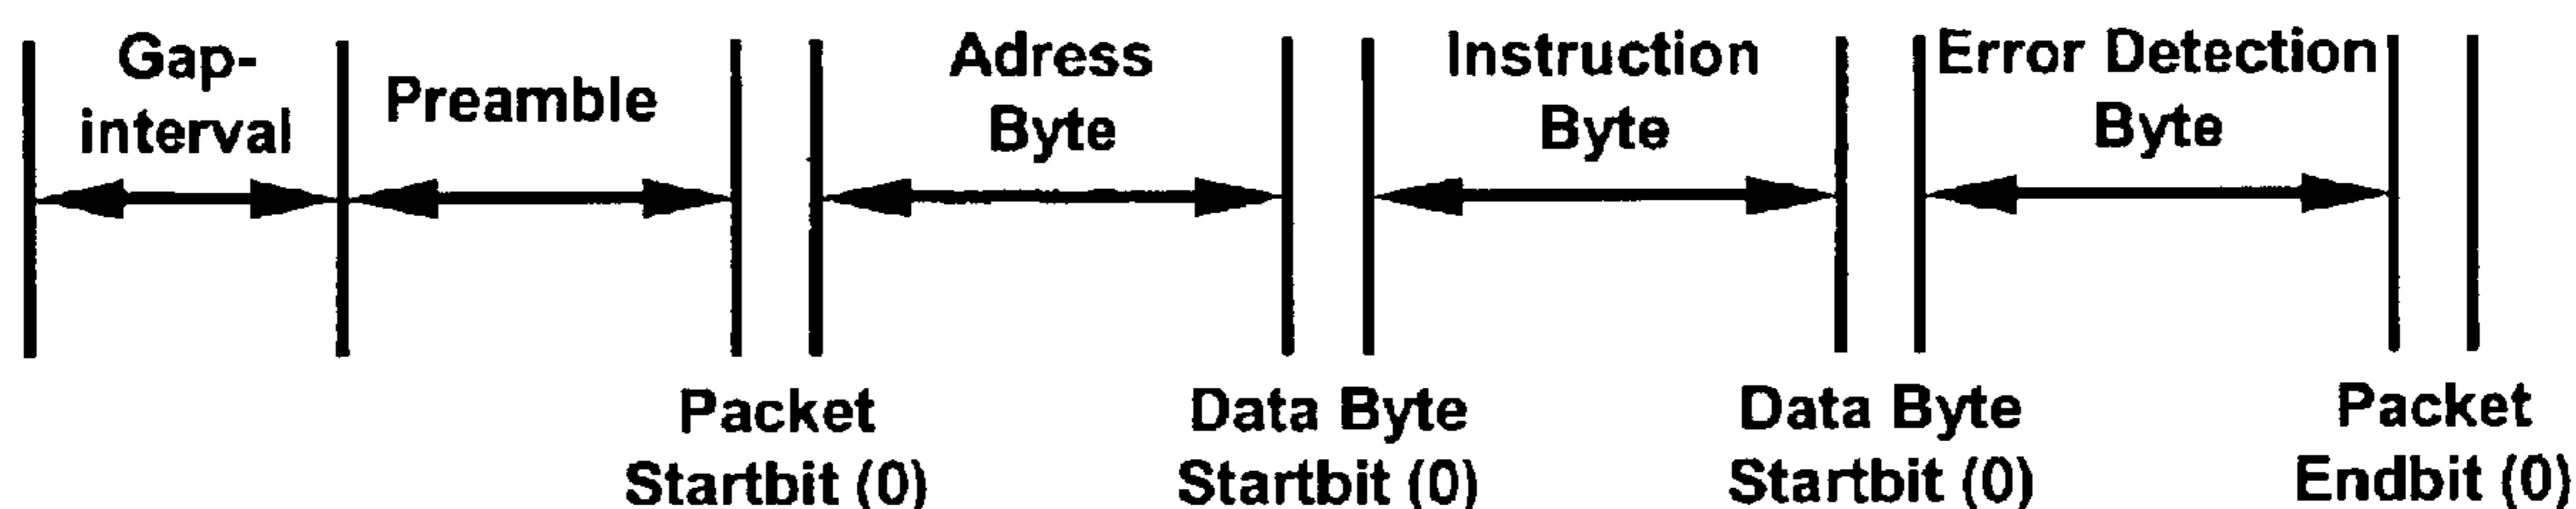 Gap-
interval
Preamble
Adress
Byte
Instruction
Byte
Error Detection
Byte
Packet
Startbit (0)
Data Byte
Startbit (0)
Data Byte
Startbit (0)
Packet
Endbit (0)